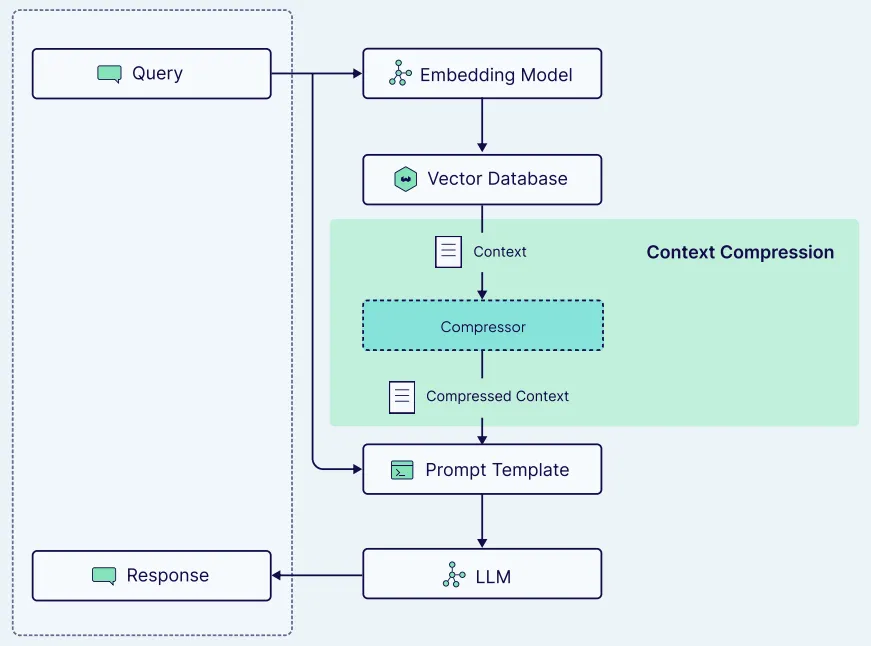 Query
Embedding Model
Vector Database
Context
Context Compression
Compressor
Compressed Context
Prompt Template
Response
LLM